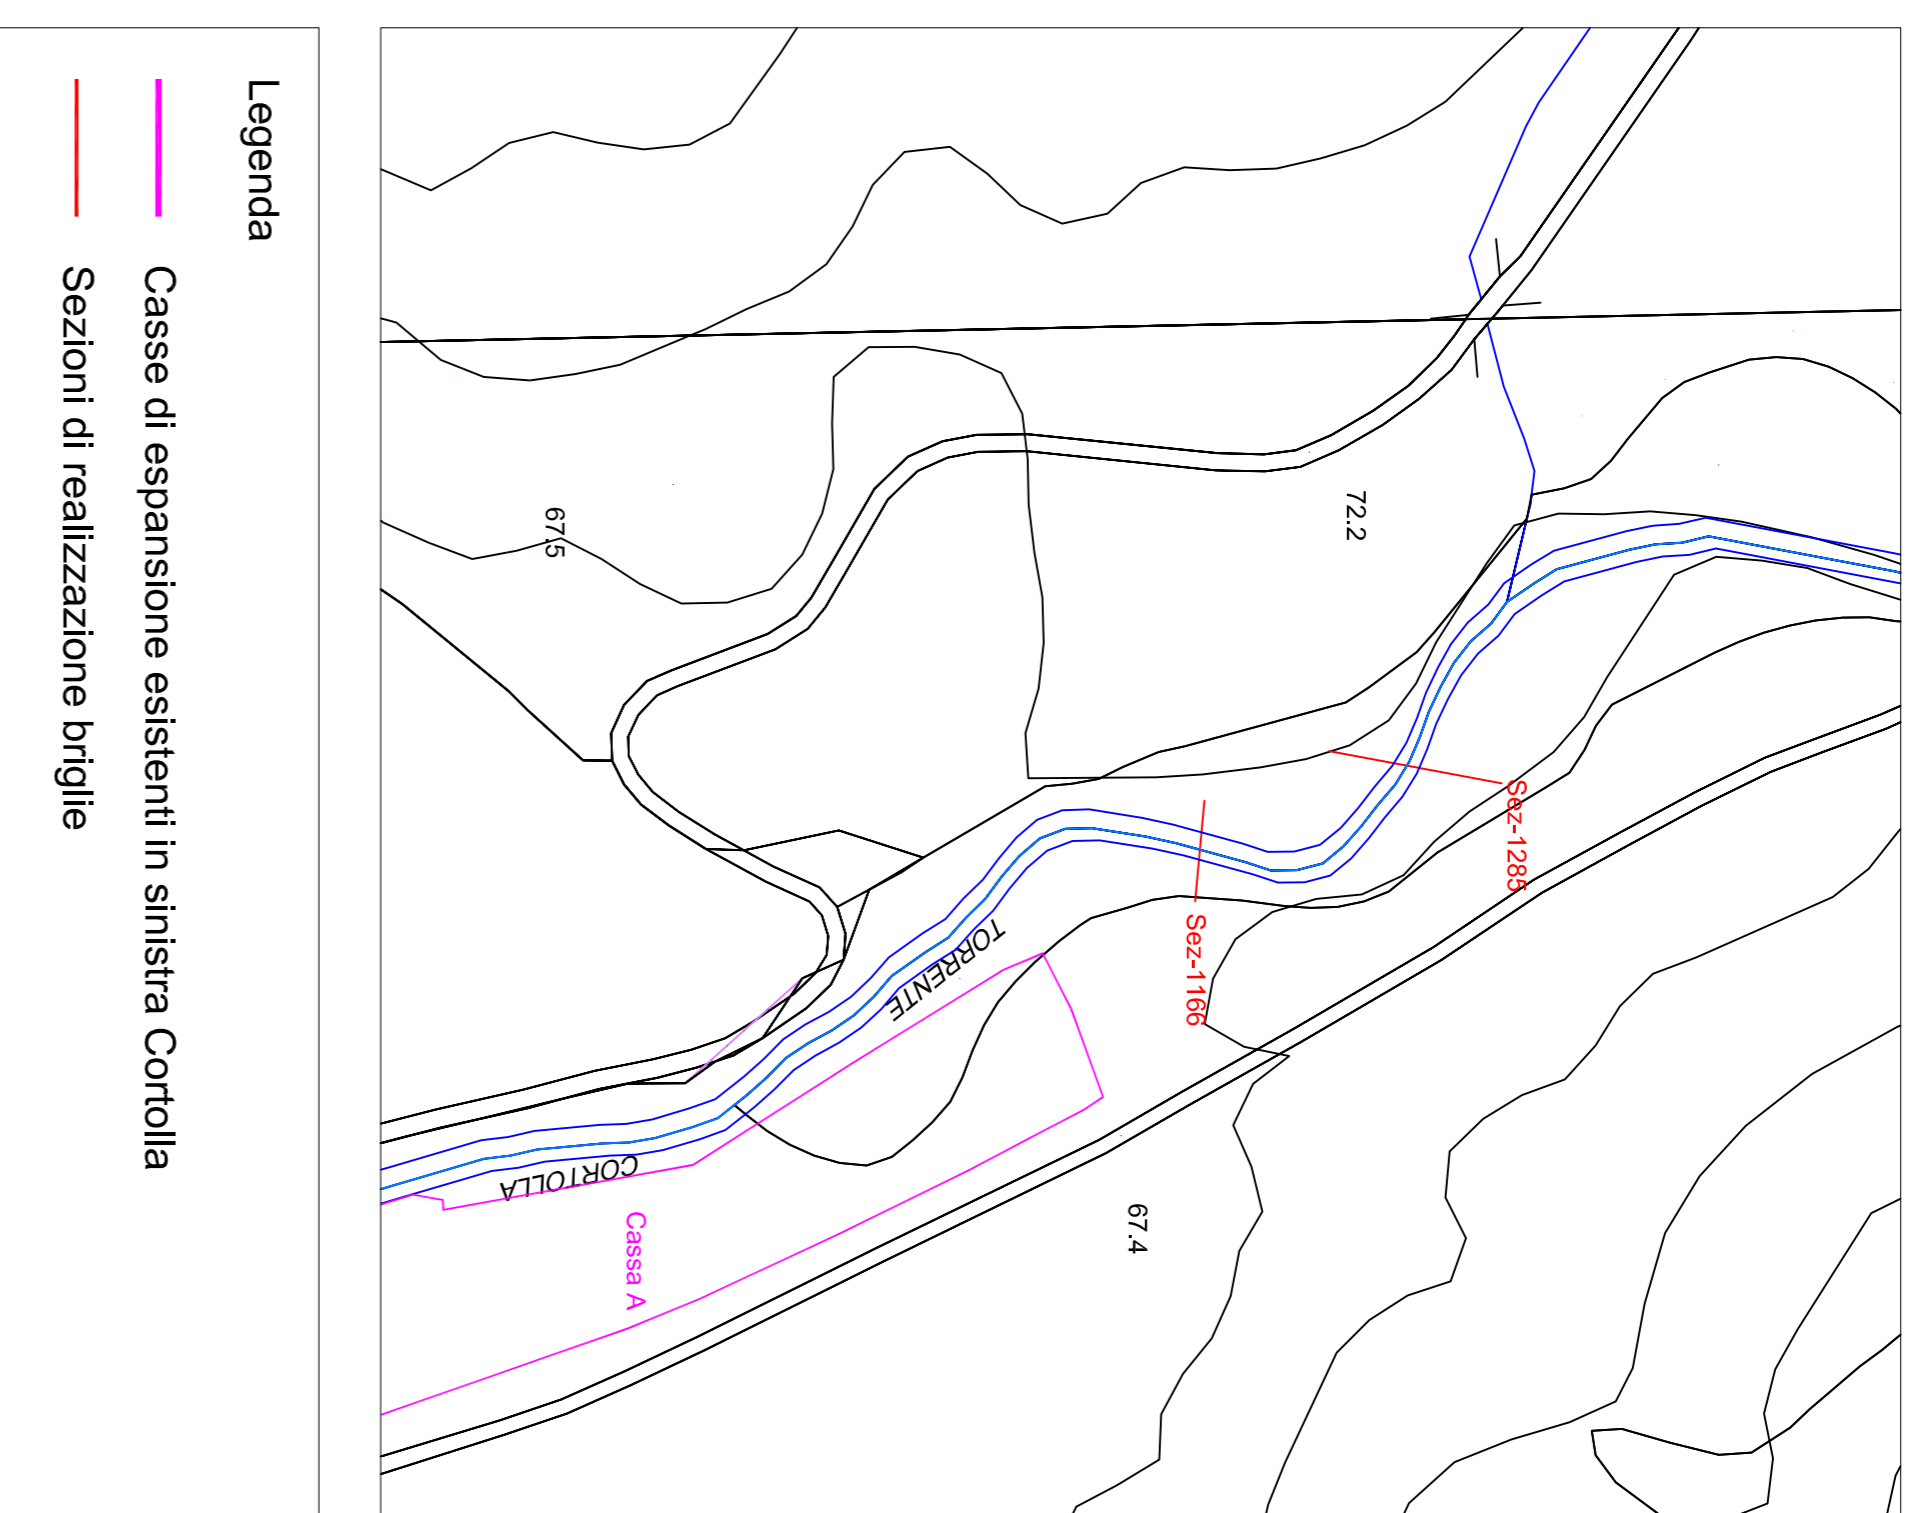 Legenda
Casse di espansione esistenti in sinistra Cortolla
Sezioni di realizzazione briglie
72.2
67.5
Sez-1285
Sez-1166
TORRENTE
CORTOLLA
67.4
Cassa A